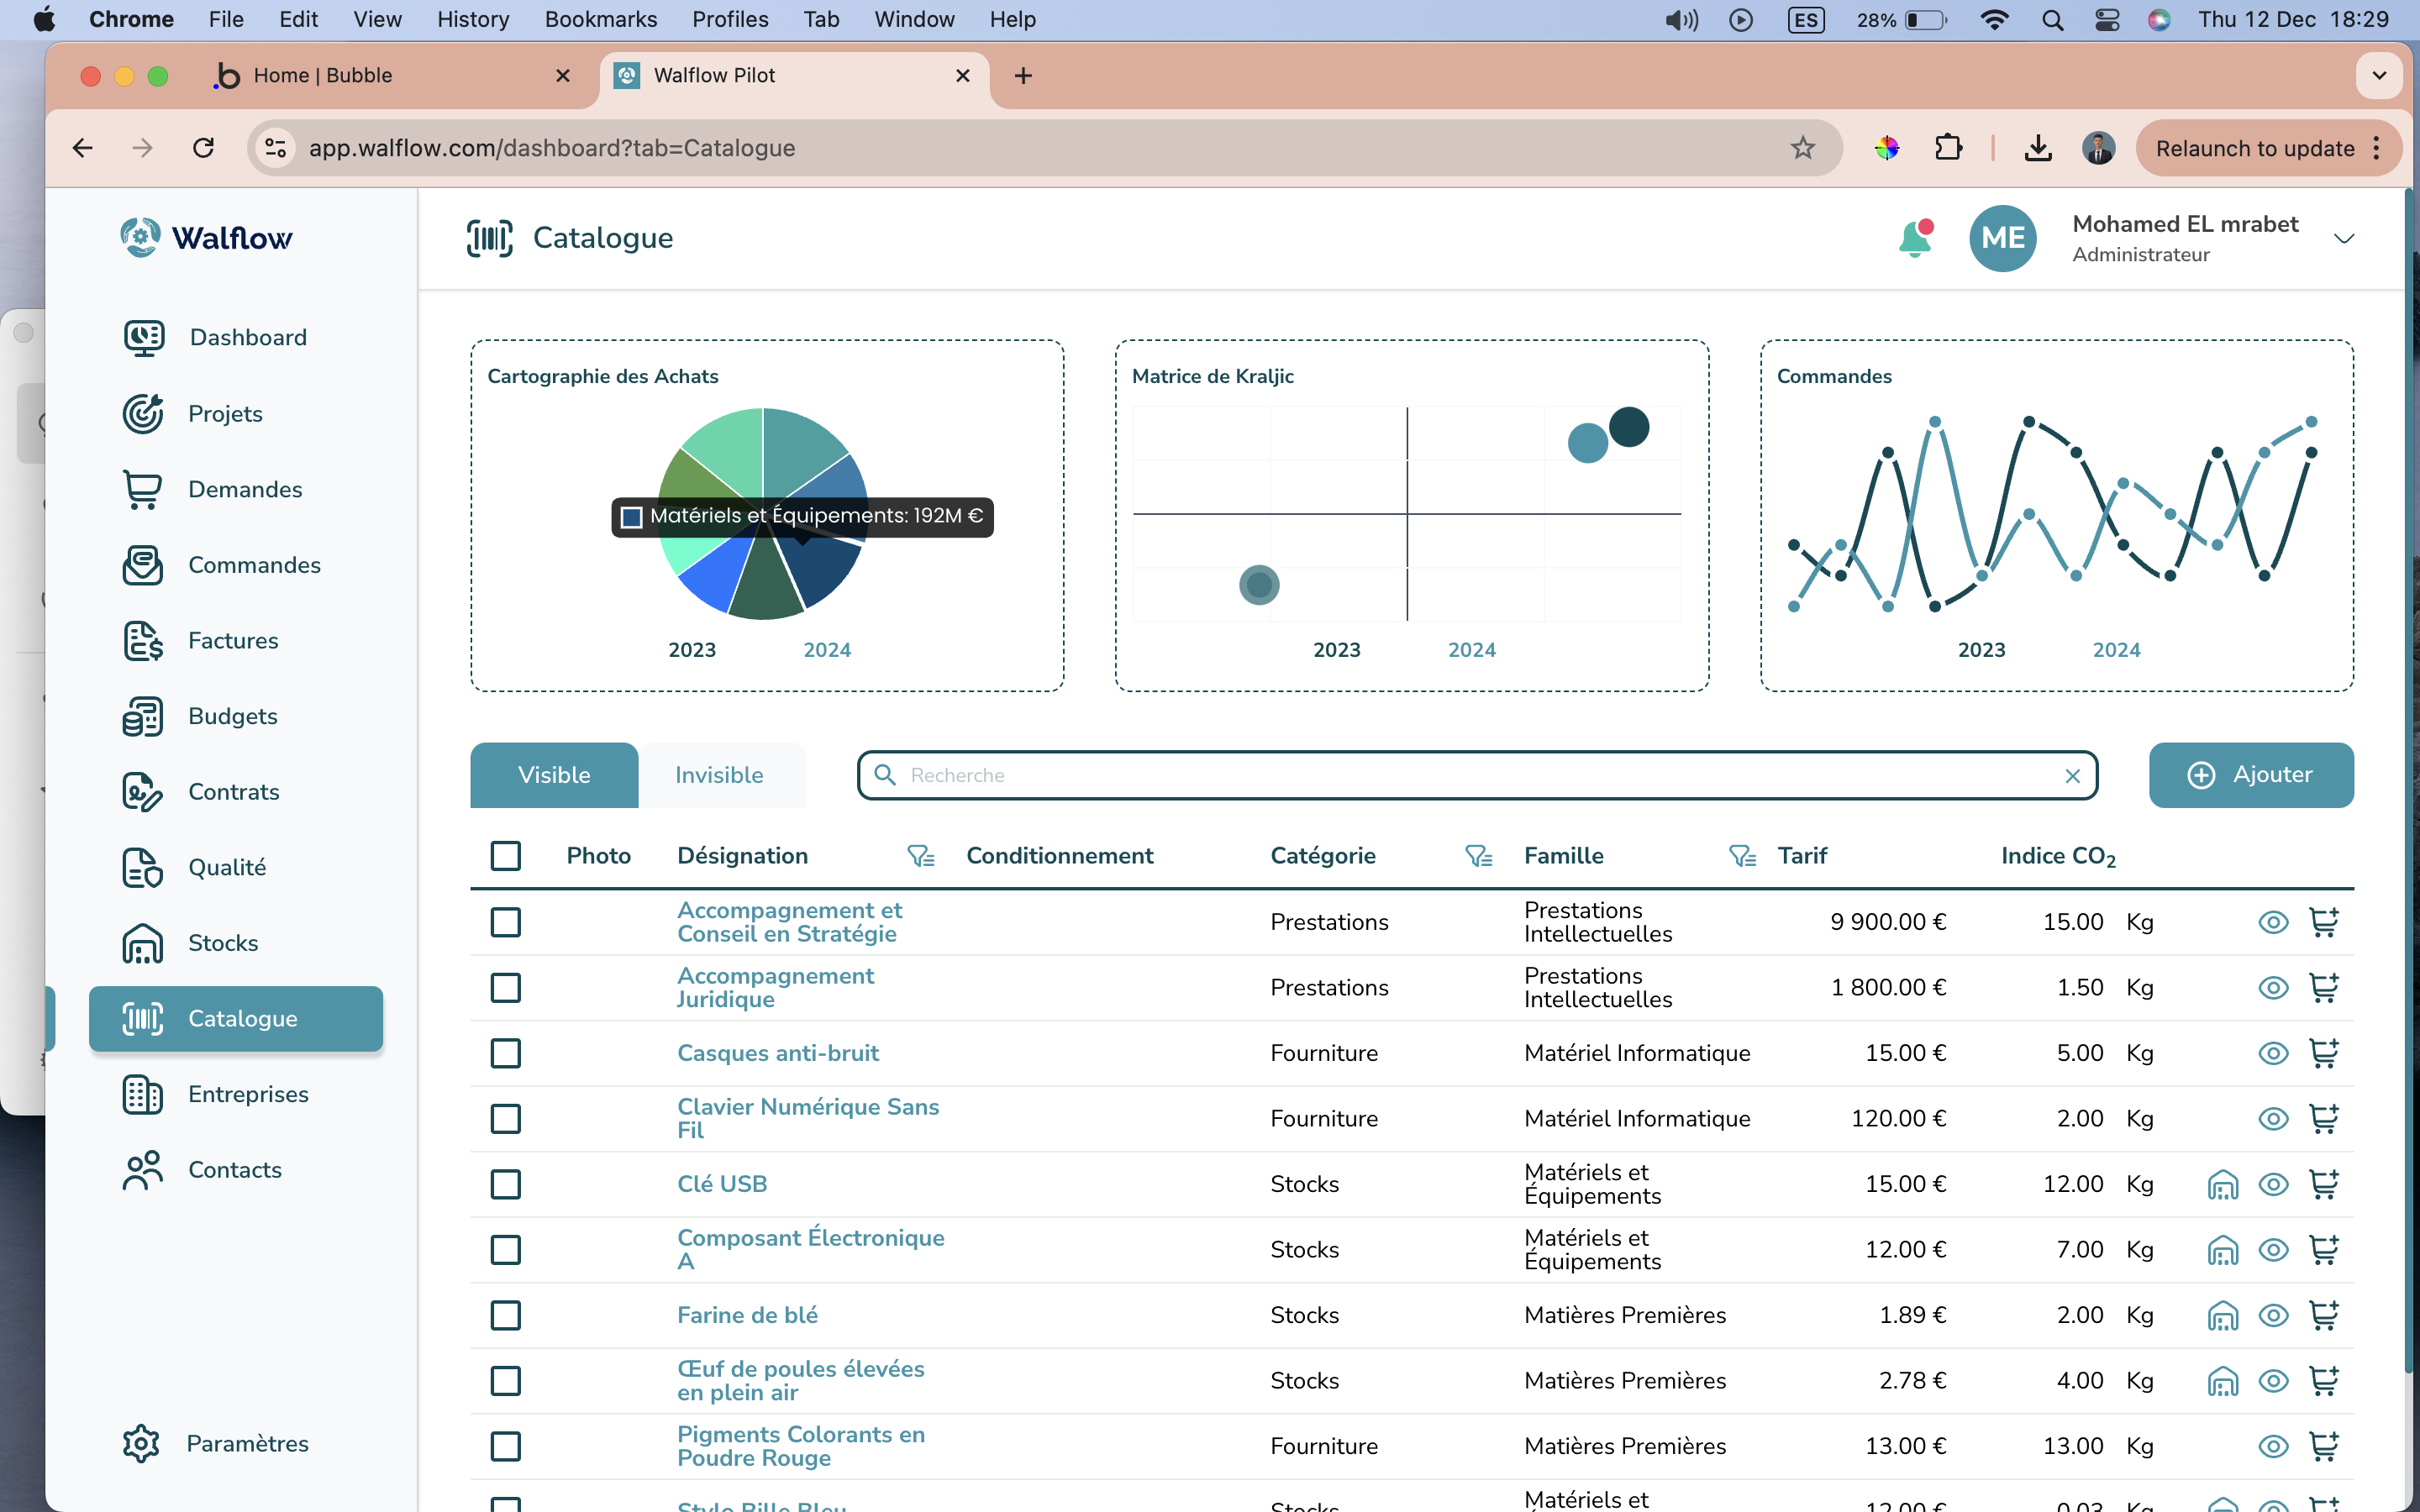 Chrome File Edit View History Bookmarks Profiles Tab Window Help ES 28% Thu 12 Dec 18:29
Home | Bubble Walflow Pilot
app.walflow.com/dashboard?tab=Catalogue Relaunch to update
Walflow
Catalogue
ME
Mohamed EL mrabet
Administrateur
Dashboard
Projets
Demandes
Commandes
Factures
Budgets
Contrats
Qualité
Stocks
Catalogue
Entreprises
Contacts
Paramètres
Cartographie des Achats
Matériels et Équipements: 192M €
2023 2024
Matrice de Kraljic
2023 2024
Commandes
2023 2024
Visible Invisible Recherche Ajouter
Photo Désignation Conditionnement Catégorie Famille Tarif Indice CO2
Accompagnement et
Conseil en Stratégie
Prestations
Prestations
Intellectuelles
9 900.00 € 15.00 Kg
Accompagnement
Juridique
Prestations
Prestations
Intellectuelles
1 800.00 € 1.50 Kg
Casques anti-bruit Fourniture Matériel Informatique 15.00 € 5.00 Kg
Clavier Numérique Sans
Fil
Fourniture Matériel Informatique 120.00 € 2.00 Kg
Clé USB Stocks
Matériels et
Équipements
15.00 € 12.00 Kg
Composant Électronique
A
Stocks
Matériels et
Équipements
12.00 € 7.00 Kg
Farine de blé Stocks Matières Premières 1.89 € 2.00 Kg
Œuf de poules élevées
en plein air
Stocks Matières Premières 2.78 € 4.00 Kg
Pigments Colorants en
Poudre Rouge
Fourniture Matières Premières 13.00 € 13.00 Kg
Stylo Bille Bleu Stocks
Matériels et
12.00 € 0.03 Kg